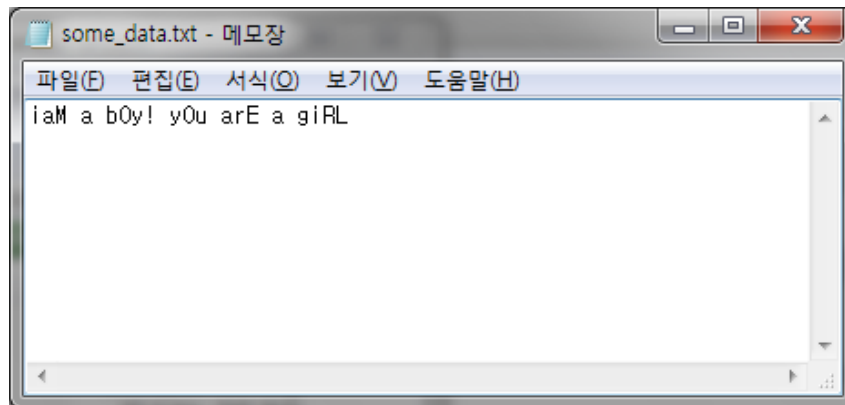 some_data.txt - 메모장
파일(F) 편집(E) 서식(O) 보기(V) 도움말(H)
iaM a bOy! yOu arE a giRL